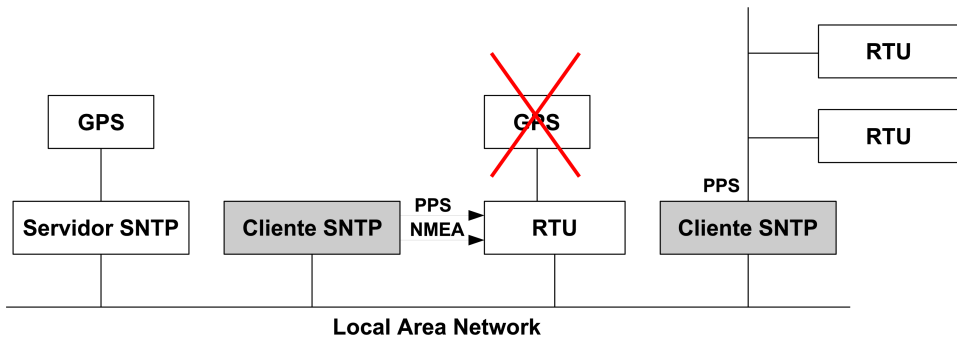 RTU
GPS
GPS
RTU
PPS
PPS
Servidor SNTP
Cliente SNTP
NMEA
RTU
Cliente SNTP
Local Area Network